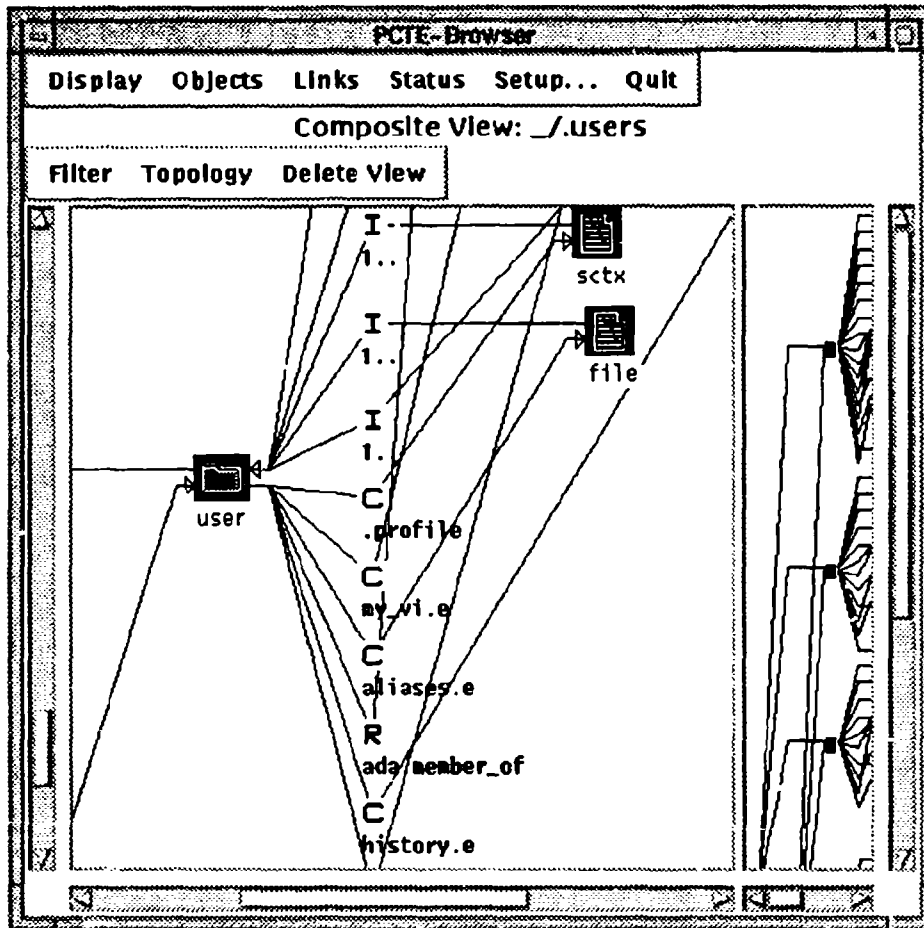 PCTE-Browser
Display Objects Links Status Setup... Quit
Composite View: _/.users
Filter Topology Delete View
I
1..
sctx
I
1..
file
I
1..
user
C
.profile
C
my_vi.e
C
aliases.e
R
ada member_of
C
history.e